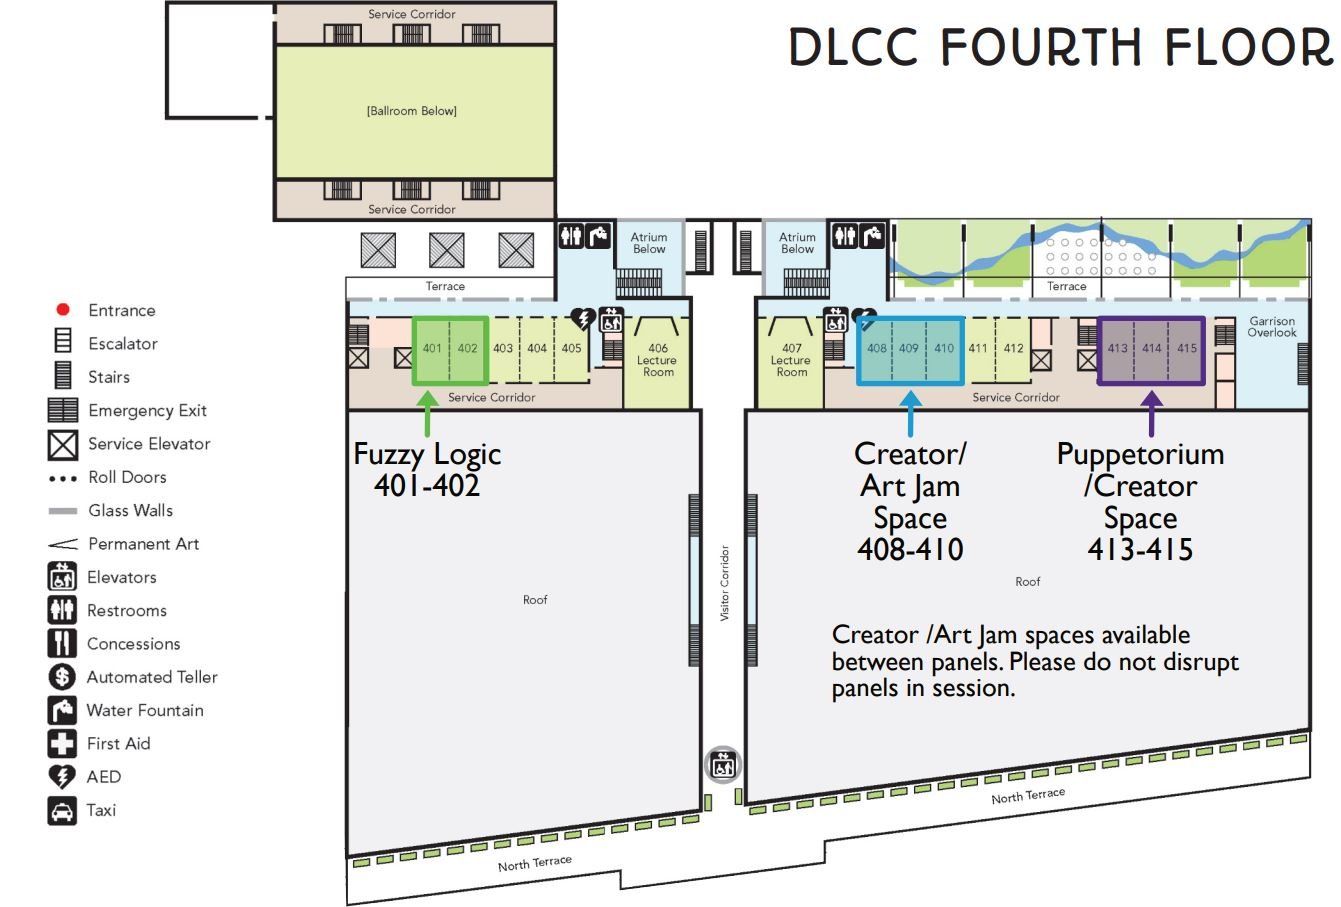 DLCC FOURTH FLOOR
Service Corridor
[Ballroom Below]
Service Corridor
Atrium
Below
Atrium
Below
Terrace
Terrace
Garrison
Overlook
401
402
403
404
405
406
Lecture
Room
407
Lecture
Room
408
409
410
411
412
413
414
415
Service Corridor
Service Corridor
Entrance
Escalator
Stairs
Emergency Exit
Service Elevator
Roll Doors
Glass Walls
Permanent Art
Elevators
Restrooms
Concessions
$ Automated Teller
Water Fountain
First Aid
AED
Taxi
Fuzzy Logic
401-402
Creator/
Art Jam
Space
408-410
Puppetorium
/Creator
Space
413-415
Roof
Visitor Corridor
Roof
Creator /Art Jam spaces available
between panels. Please do not disrupt
panels in session.
North Terrace
North Terrace